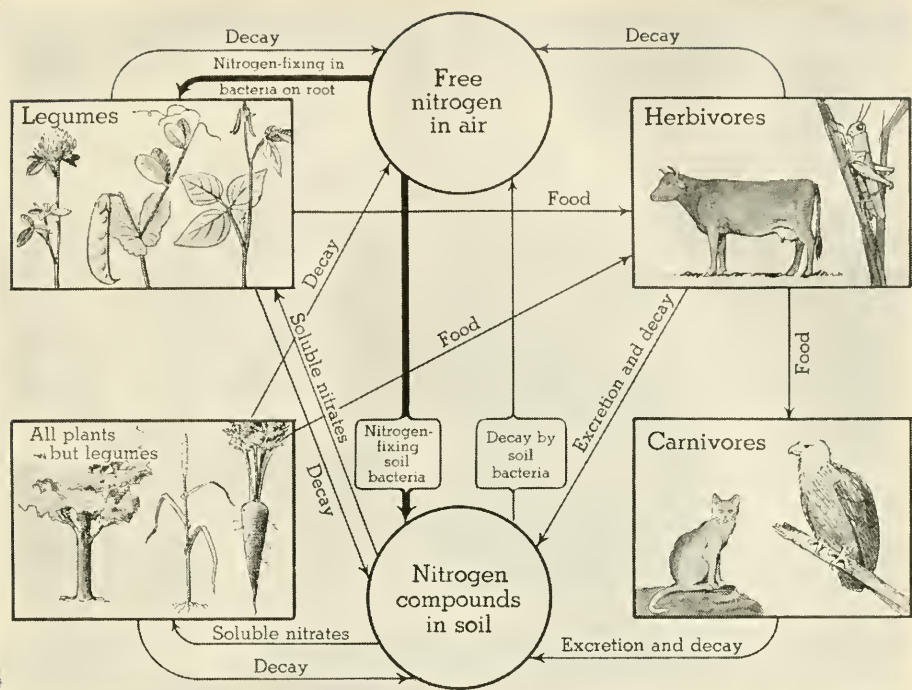 Decay
Decay
Nitrogen-fixing in
bacteria on root
Free
nitrogen
in air
Legumes
Herbivores
Food
Decay
Soluble nitrates
Food
Excretion and decay
Food
All plants
but legumes
Decay
Nitrogen-
fixing
soil
bacteria
Decay by
soil
bacteria
Carnivores
Nitrogen
compounds
in soil
Soluble nitrates
Excretion and decay
Decay